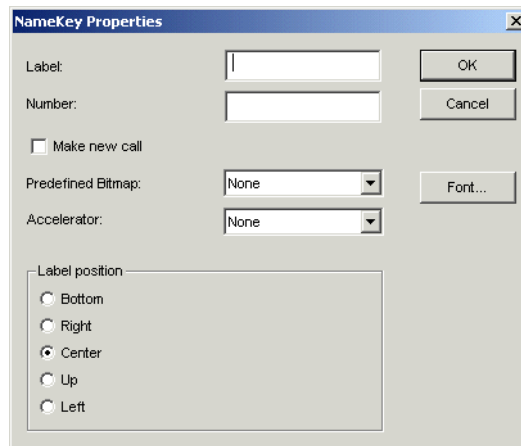 NameKey Properties
Label:
OK
Number:
Cancel
Make new call
Predefined Bitmap:
None
Font...
Accelerator:
None
Label position
Bottom
Right
Center
Up
Left